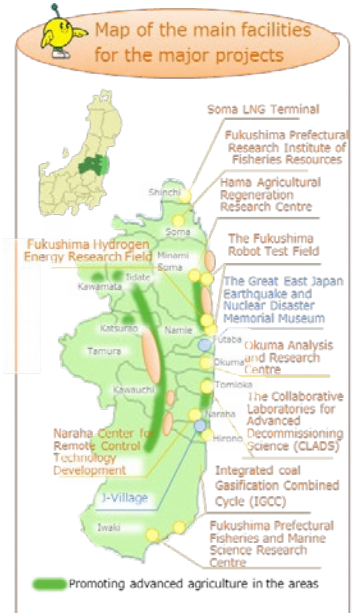 Map of the main facilities
for the major projects
Soma LNG Terminal
Fukushima Prefectural
Research Institute of
Fisheries Resources
Hama Agricultural
Regeneration
Research Centre
Shinchi
Soma
The Fukushima
Robot Test Field
Fukushima Hydrogen
Energy Research Field
Minami
Soma
Iidate
Kawamata
The Great East Japan
Earthquake and
Nuclear Disaster
Memorial Museum
Katsurao
Namie
Futaba
Tamura
Okuma
Okuma Analysis
and Research
Centre
Tomioka
Kawauchi
The Collaborative
Laboratories for
Advanced
Decommissioning
Science (CLADS)
Naraha
Hirono
Naraha Center for
Remote Control
Technology
Development
Integrated coal
Gasification Combined
Cycle (IGCC)
J-Village
Iwaki
Fukushima Prefectural
Fisheries and Marine
Science Research
Centre
Promoting advanced agriculture in the areas